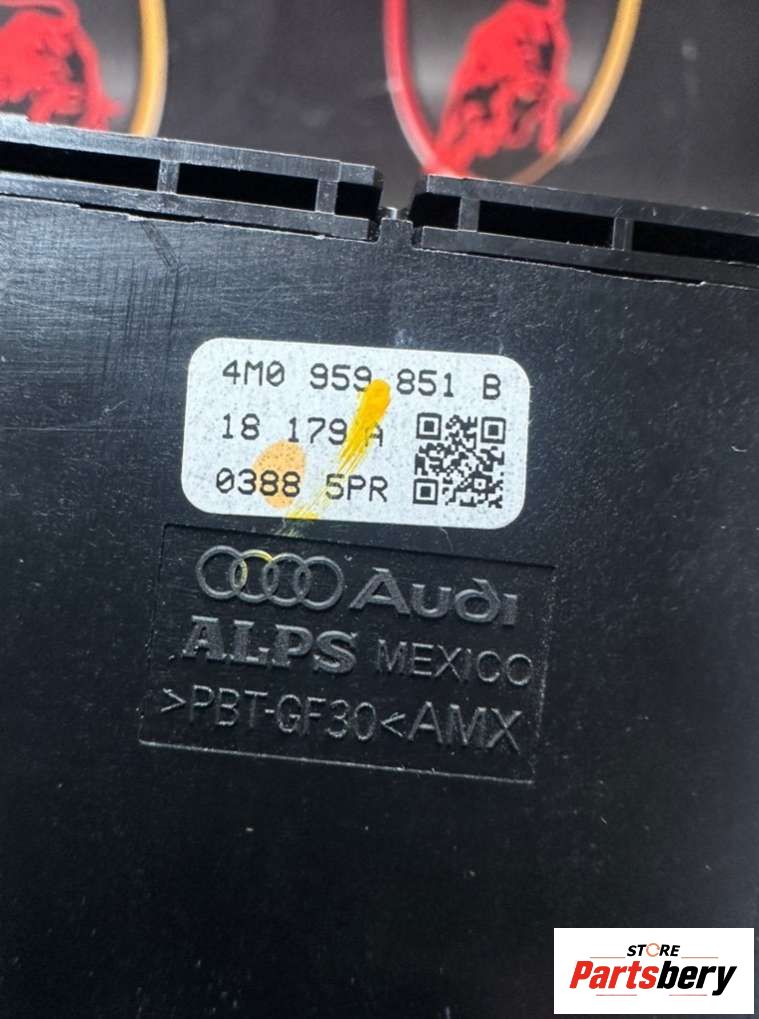 4M0 959 851 B
18 179 A
0388 5PR
Audi
ALPS MEXICO
>PBT-GF30<AMX
STORE
Partsbery